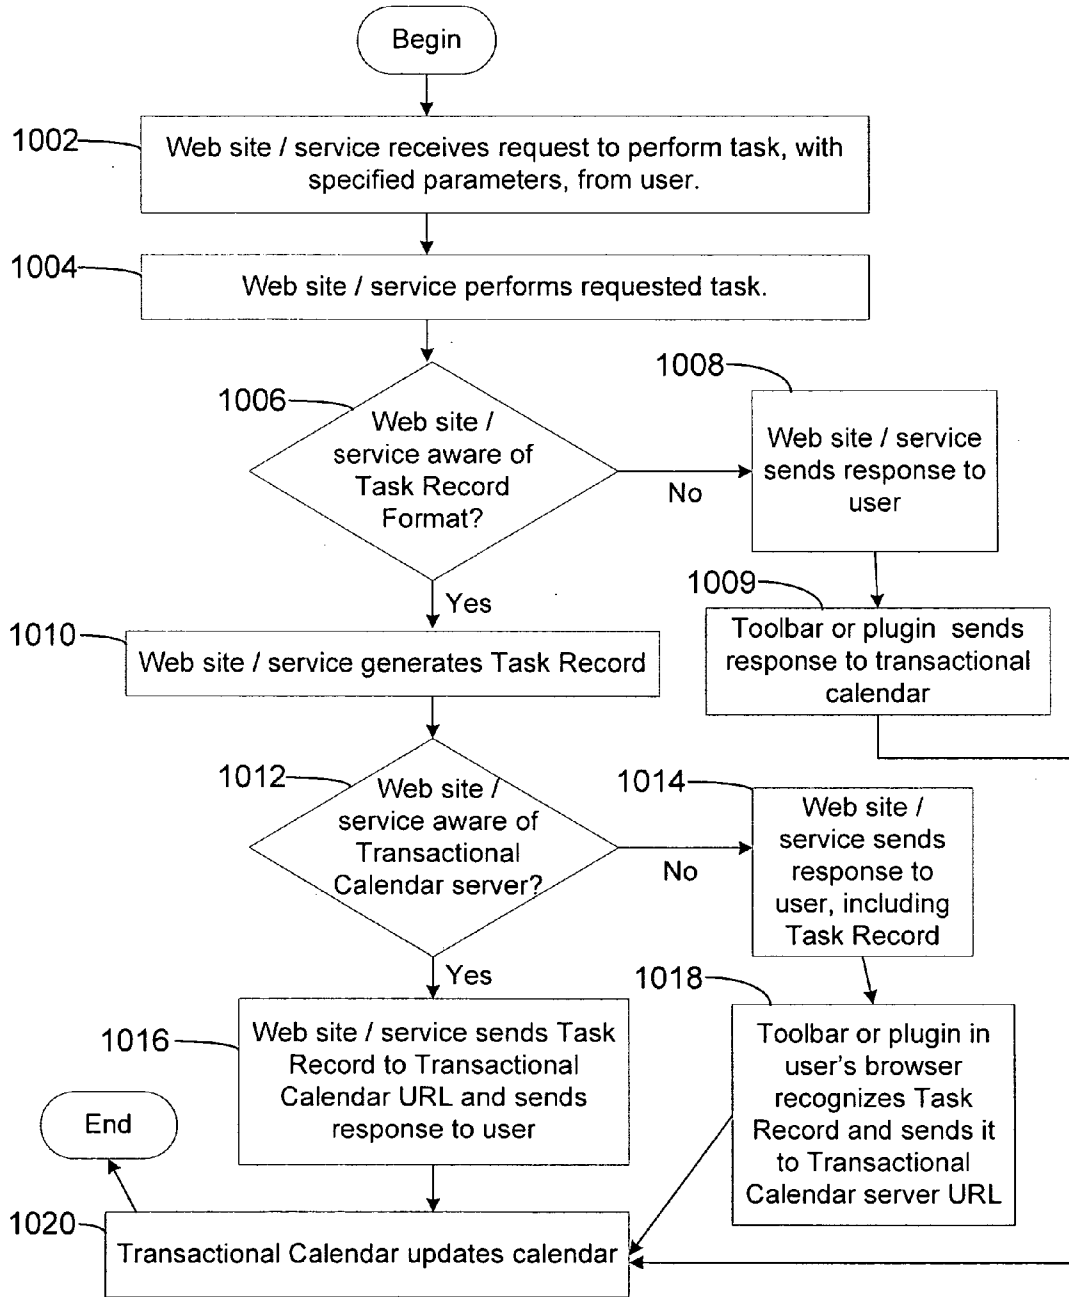 Begin
1002
Web site / service receives request to perform task, with
specified parameters, from user.
1004
Web site / service performs requested task.
1006
Web site /
service aware of
Task Record
Format?
No
1008
Web site / service
sends response to
user
1009
Toolbar or plugin sends
response to transactional
calendar
Yes
1010
Web site / service generates Task Record
1012
Web site /
service aware of
Transactional
Calendar server?
No
1014
Web site /
service sends
response to
user, including
Task Record
1018
Toolbar or plugin in
user's browser
recognizes Task
Record and sends it
to Transactional
Calendar server URL
Yes
1016
Web site / service sends Task
Record to Transactional
Calendar URL and sends
response to user
End
1020
Transactional Calendar updates calendar